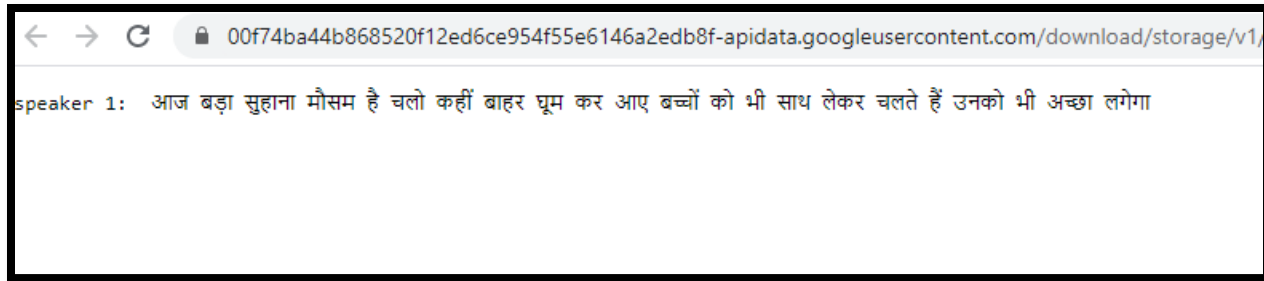 00f74ba44b868520f12ed6ce954f55e6146a2edb8f-apidata.googleusercontent.com/download/storage/v1/
speaker 1: आज बड़ा सुहाना मौसम है चलो कहीं बाहर घूम कर आए बच्चों को भी साथ लेकर चलते हैं उनको भी अच्छा लगेगा